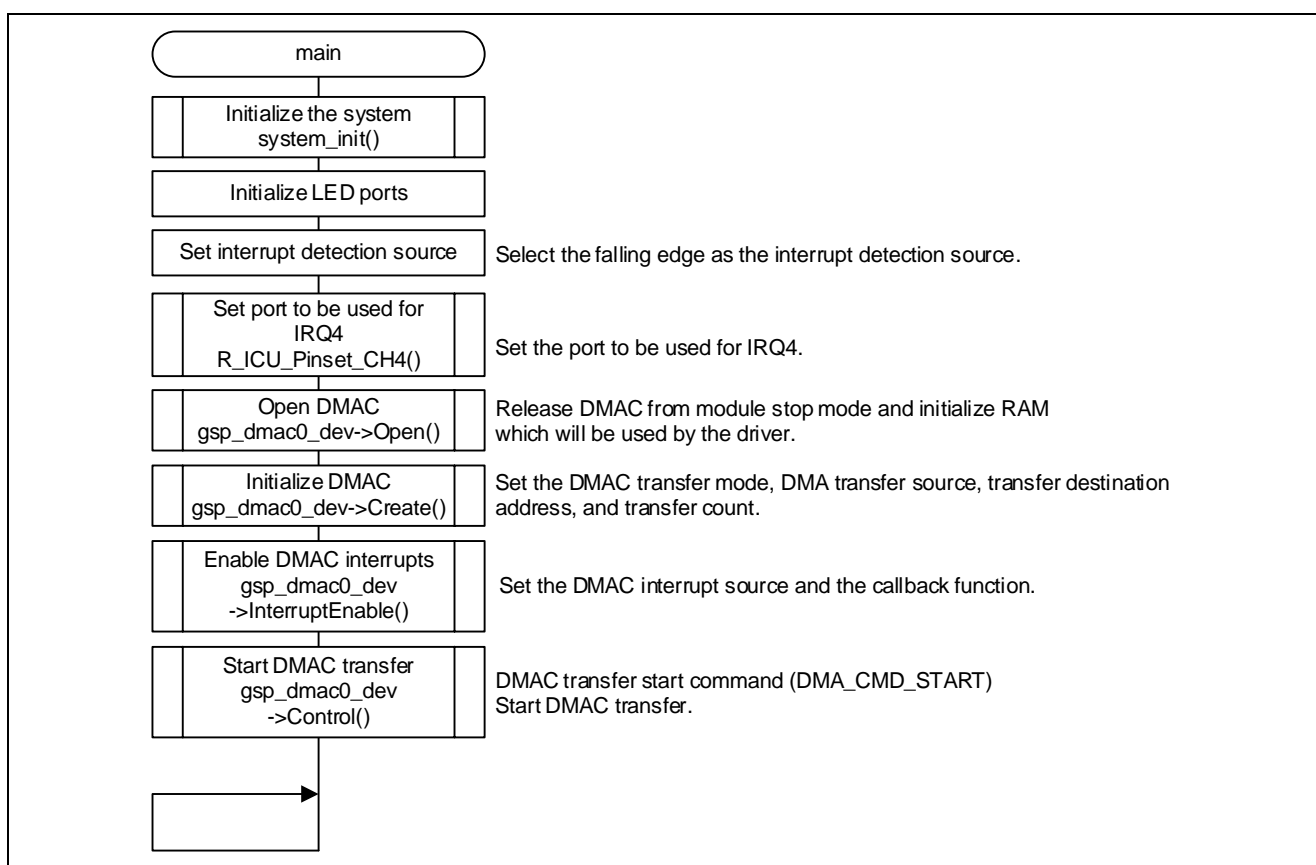 main
Initialize the system
system_init()
Initialize LED ports
Set interrupt detection source
Select the falling edge as the interrupt detection source.
Set port to be used for
IRQ4
R_ICU_Pinset_CH4()
Set the port to be used for IRQ4.
Open DMAC
gsp_dmac0_dev->Open()
Release DMAC from module stop mode and initialize RAM
which will be used by the driver.
Initialize DMAC
gsp_dmac0_dev->Create()
Set the DMAC transfer mode, DMA transfer source, transfer destination
address, and transfer count.
Enable DMAC interrupts
gsp_dmac0_dev
->InterruptEnable()
Set the DMAC interrupt source and the callback function.
Start DMAC transfer
gsp_dmac0_dev
->Control()
DMAC transfer start command (DMA_CMD_START)
Start DMAC transfer.